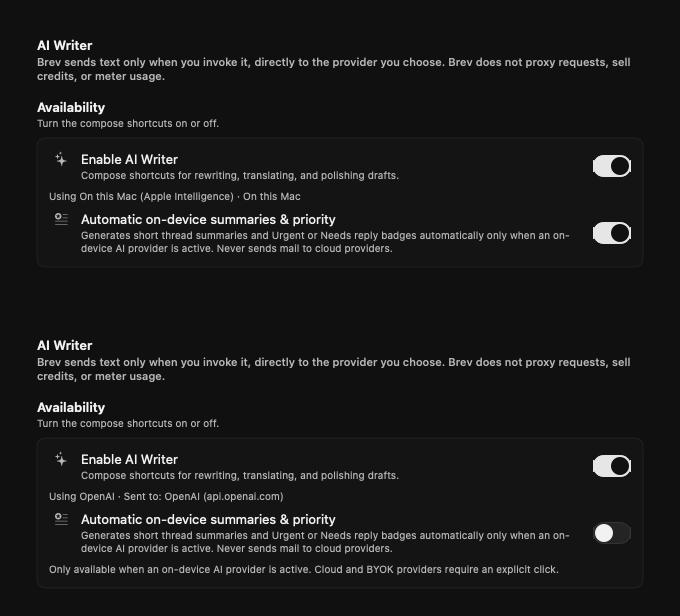 AI Writer
Brev sends text only when you invoke it, directly to the provider you choose. Brev does not proxy requests, sell
credits, or meter usage.
Availability
Turn the compose shortcuts on or off.
Enable AI Writer
Compose shortcuts for rewriting, translating, and polishing drafts.
Using On this Mac (Apple Intelligence) · On this Mac
Automatic on-device summaries & priority
Generates short thread summaries and Urgent or Needs reply badges automatically only when an on-
device AI provider is active. Never sends mail to cloud providers.
AI Writer
Brev sends text only when you invoke it, directly to the provider you choose. Brev does not proxy requests, sell
credits, or meter usage.
Availability
Turn the compose shortcuts on or off.
Enable AI Writer
Compose shortcuts for rewriting, translating, and polishing drafts.
Using OpenAI · Sent to: OpenAI (api.openai.com)
Automatic on-device summaries & priority
Generates short thread summaries and Urgent or Needs reply badges automatically only when an on-
device AI provider is active. Never sends mail to cloud providers.
Only available when an on-device AI provider is active. Cloud and BYOK providers require an explicit click.